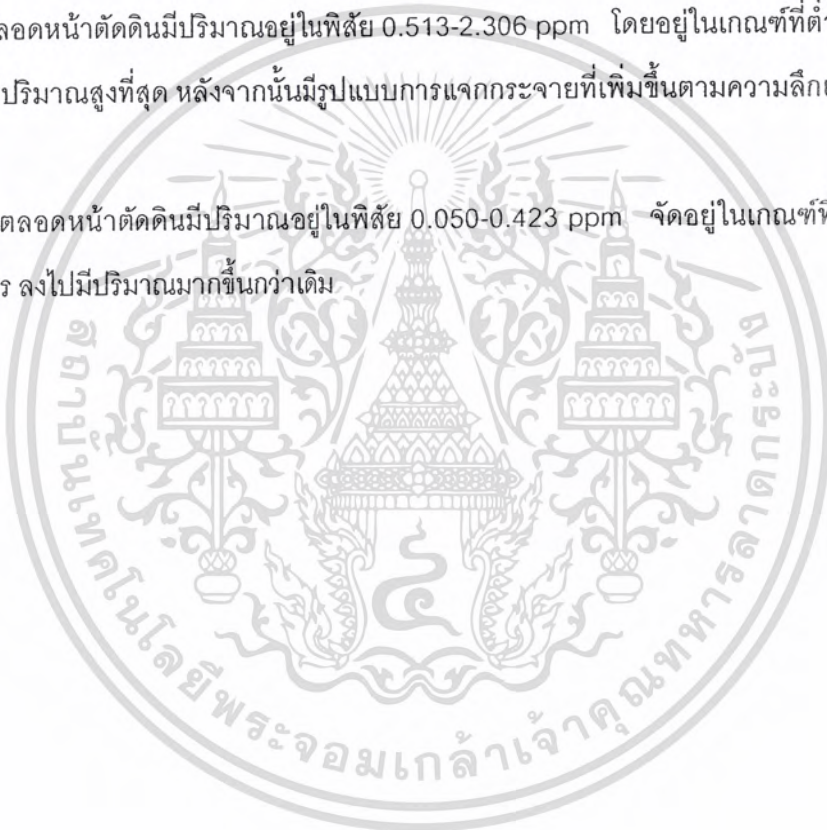 ลอดหน้าตัดดินมีปริมาณอยู่ในพิสัย 0.513-2.306 ppm โดยอยู่ในเกณฑ์ที่ต่ำ
ปริมาณสูงที่สุด หลังจากนั้นมีรูปแบบการแจกกระจายที่เพิ่มขึ้นตามความลึก
ตลอดหน้าตัดดินมีปริมาณอยู่ในพิสัย 0.050-0.423 ppm จัดอยู่ในเกณฑ์ที่
ร ลงไปมีปริมาณมากขึ้นกว่าเดิม
๔
สถาบันเทคโนโลยีพระจอมเกล้าเจ้าคุณทหารลาดกระบัง